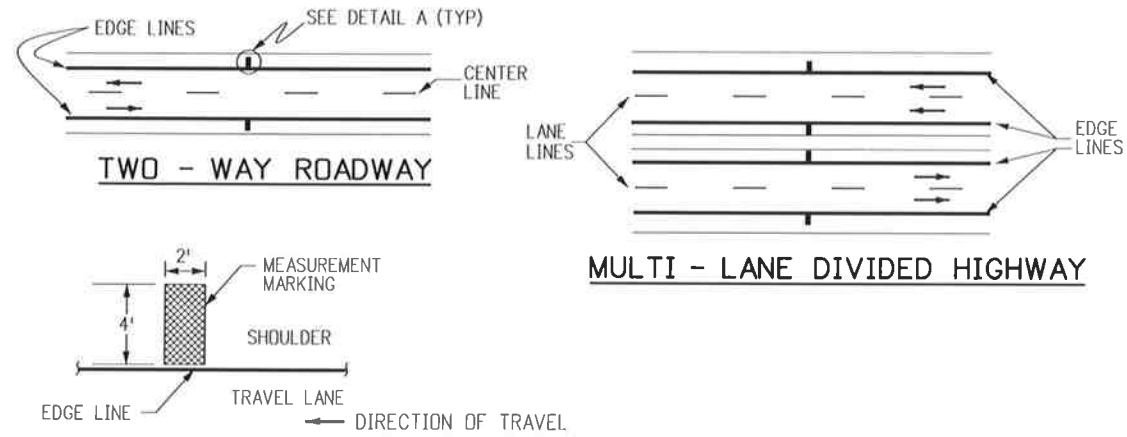 EDGE LINES
SEE DETAIL A (TYP)
CENTER
LINE
TWO - WAY ROADWAY
LANE
LINES
EDGE
LINES
MULTI - LANE DIVIDED HIGHWAY
2'
MEASUREMENT
MARKING
4'
SHOULDER
EDGE LINE
TRAVEL LANE
DIRECTION OF TRAVEL